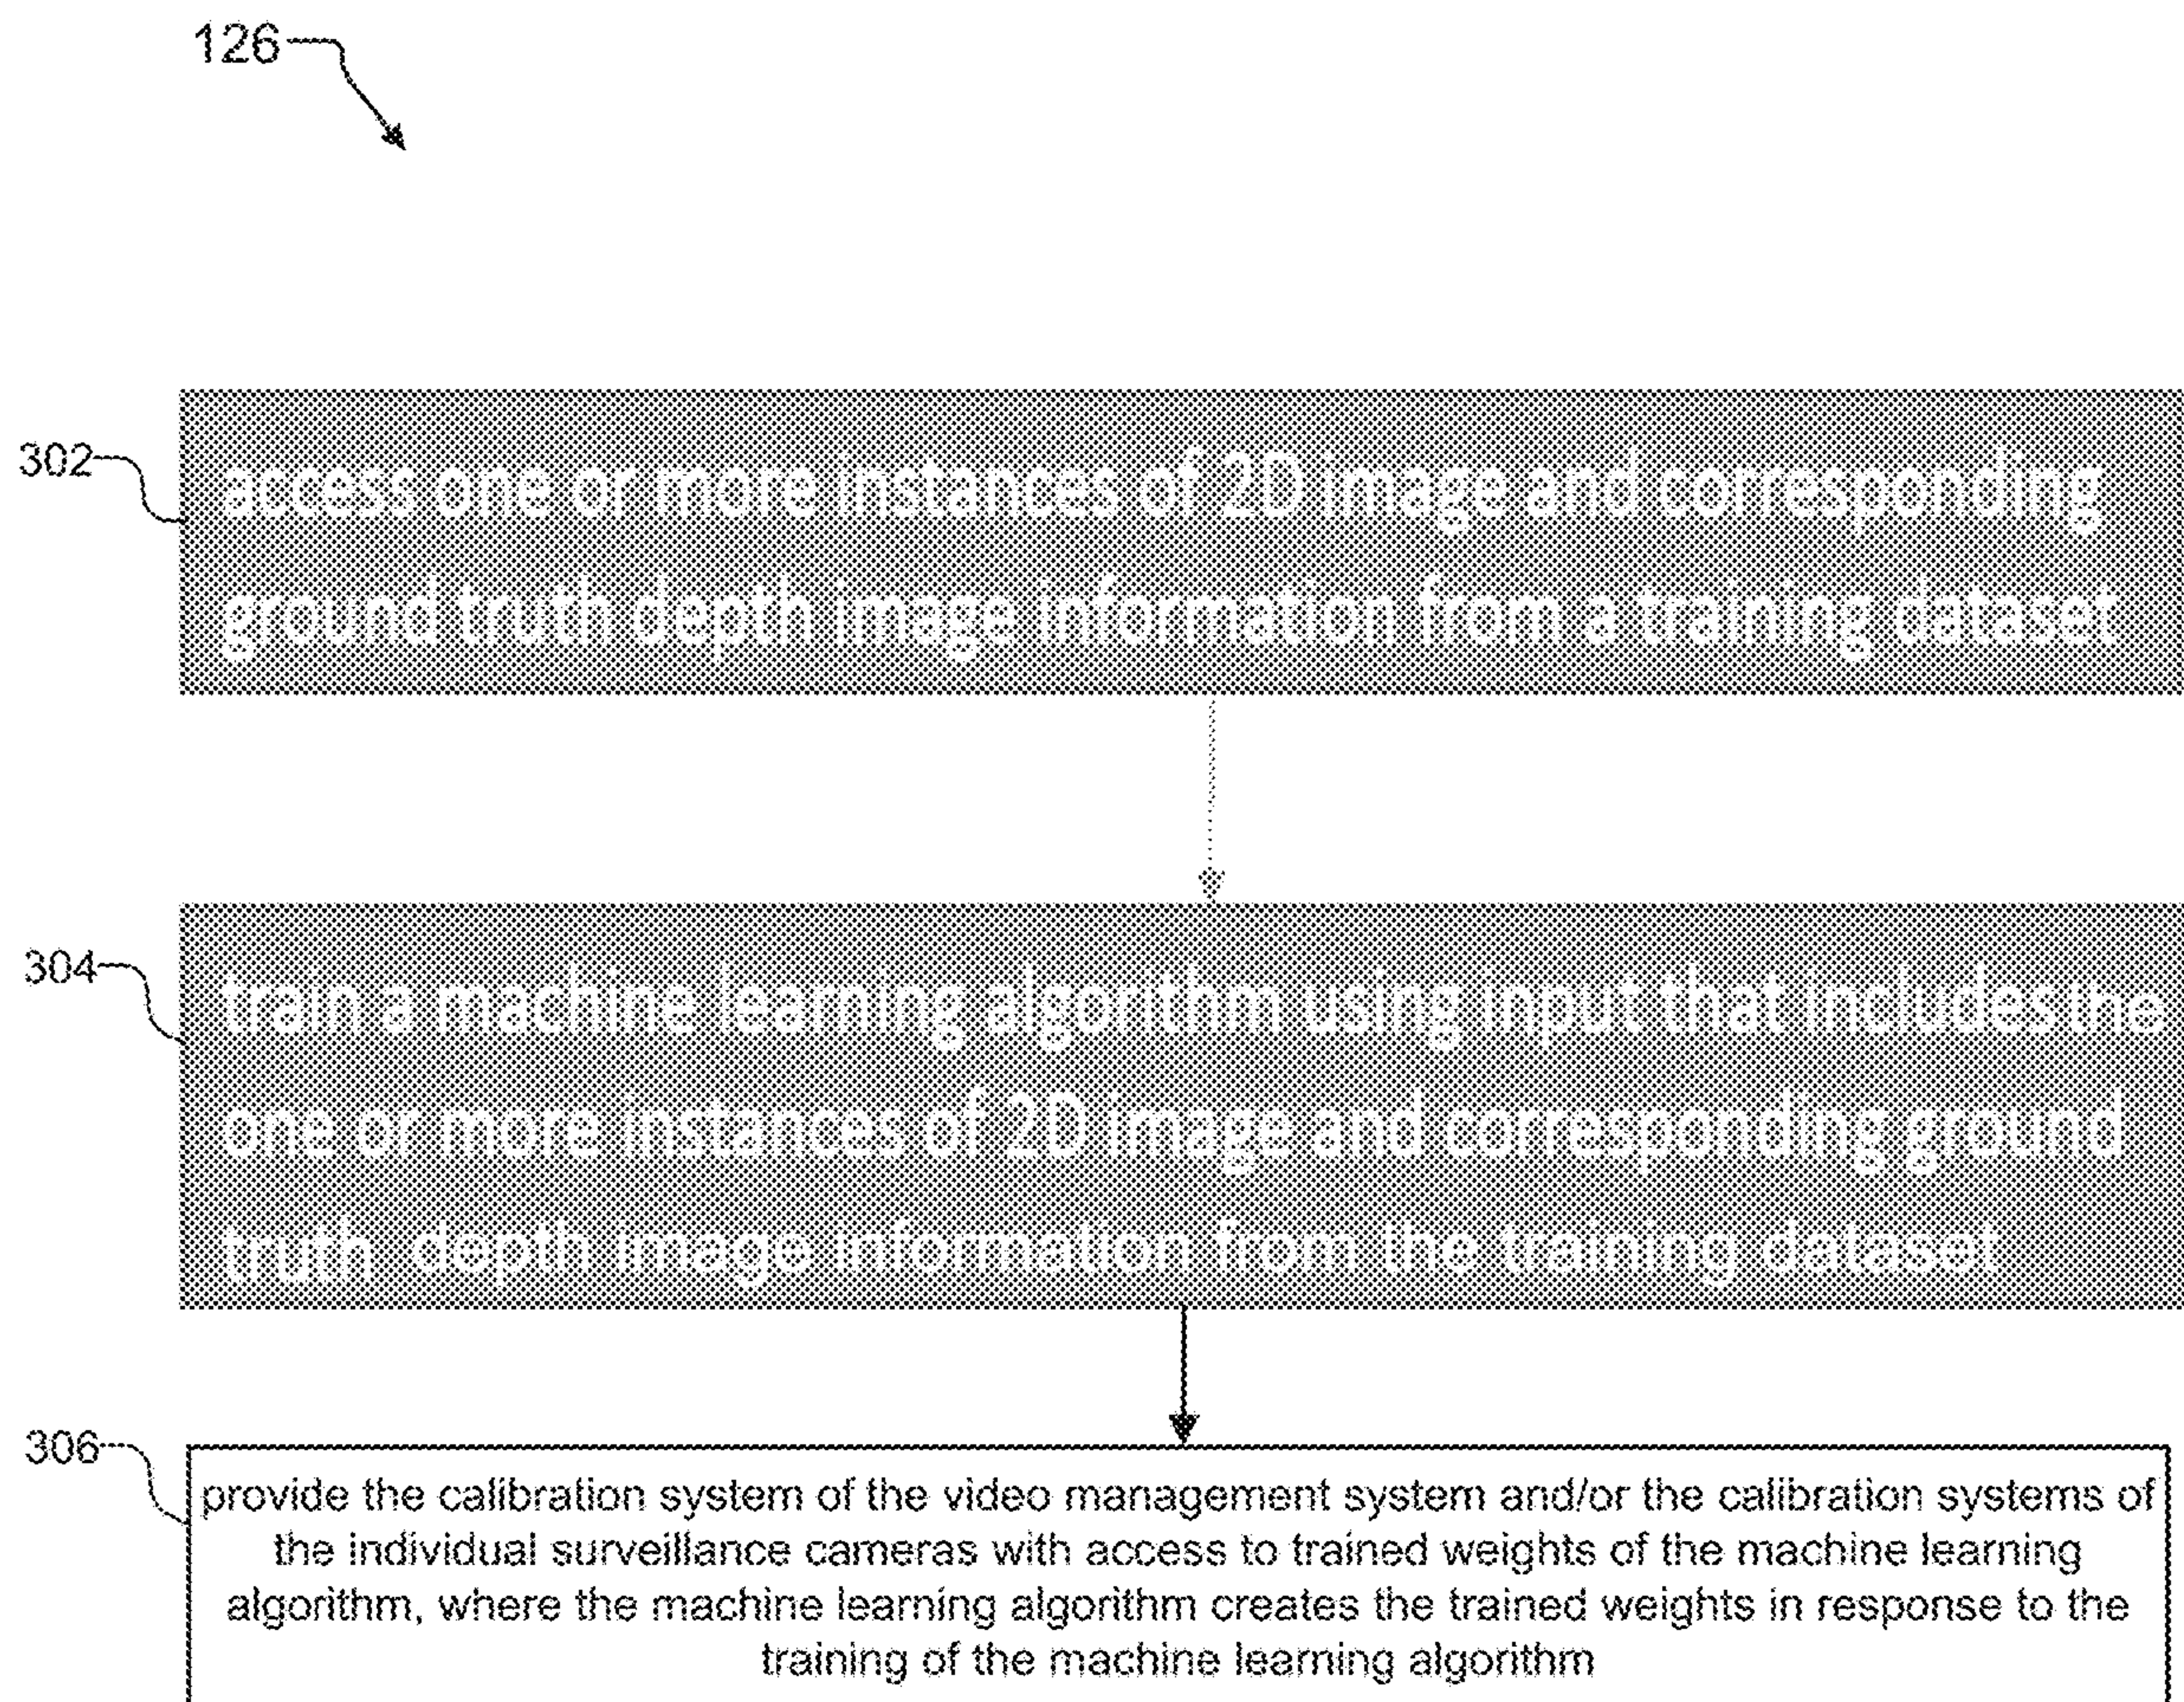 126
302
access one or more instances of 2D image and corresponding
ground truth depth image information from a training dataset
304
train a machine learning algorithm using input that includes the
one or more instances of 2D image and corresponding ground
truth depth image information from the training dataset
306
provide the calibration system of the video management system and/or the calibration systems of
the individual surveillance cameras with access to trained weights of the machine learning
algorithm, where the machine learning algorithm creates the trained weights in response to the
training of the machine learning algorithm